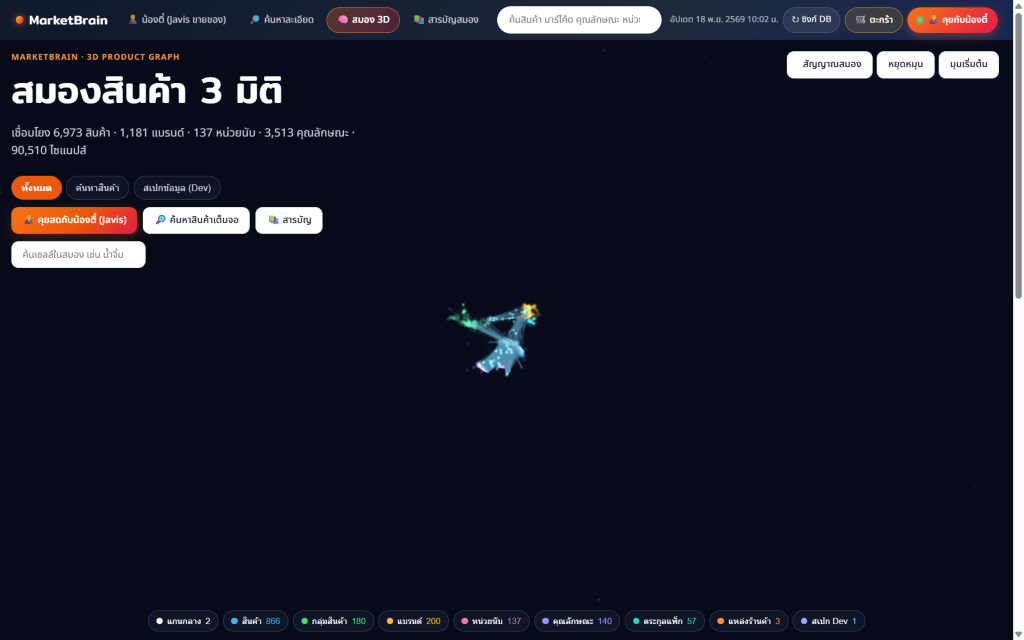 MarketBrain
น้องตี๋ (Javis ขายของ)
ค้นหาละเอียด
สมอง 3D
สารบัญสมอง
ค้นสินค้า บาร์โค้ด คุณลักษณะ หน่ว
อัปเดต 18 พ.ย. 2569 10:02 น.
↻ ซิงก์ DB
ตะกร้า
คุยกับน้องตี๋
MARKETBRAIN · 3D PRODUCT GRAPH
สมองสินค้า 3 มิติ
เชื่อมโยง 6,973 สินค้า · 1,181 แบรนด์ · 137 หน่วยนับ · 3,513 คุณลักษณะ ·
90,510 ไซแนปส์
สัญญาณสมอง
หยุดหมุน
มุมเริ่มต้น
ทั้งหมด
ค้นหาสินค้า
สเปกข้อมูล (Dev)
คุยสดกับน้องตี๋ (Javis)
ค้นหาสินค้าเต็มจอ
สารบัญ
ค้นเซลล์ในสมอง เช่น น้ำจิ้ม,
แกนกลาง 2
สินค้า 866
กลุ่มสินค้า 180
แบรนด์ 200
หน่วยนับ 137
คุณลักษณะ 140
ตระกูลแพ็ก 57
แหล่งร้านค้า 3
สเปก Dev 1